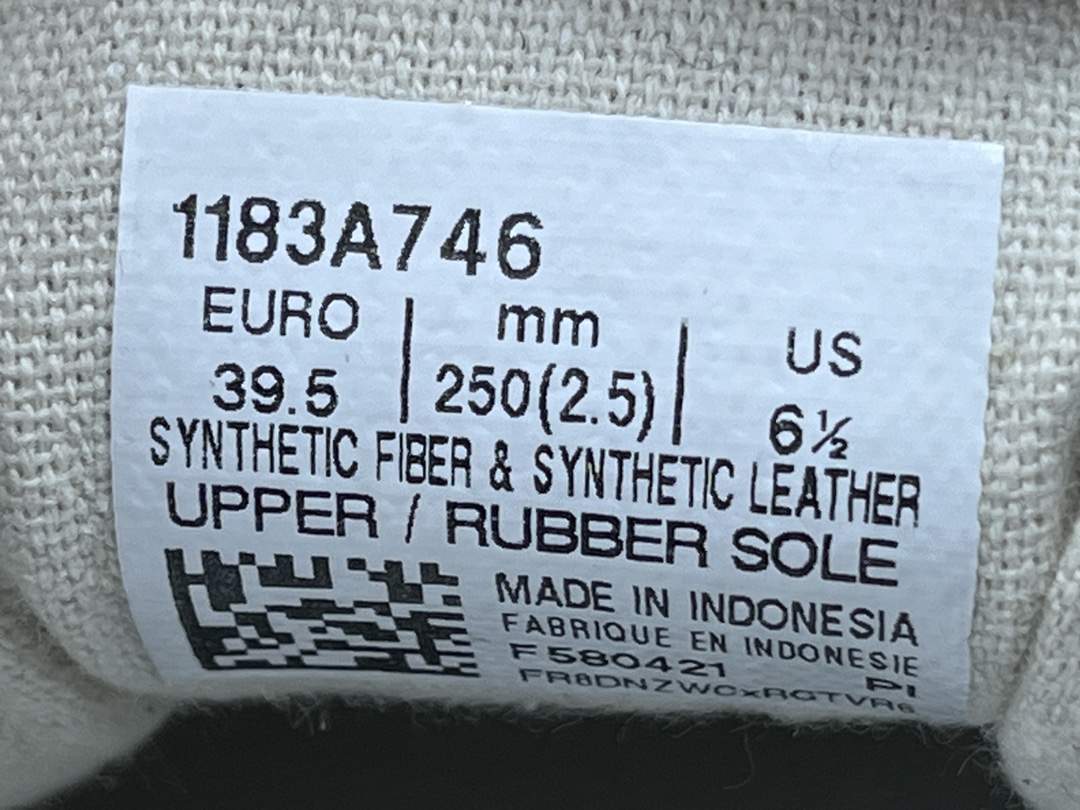 1183A746
EURO | mm | US
39.5 | 250(2.5) | 6½
SYNTHETIC FIBER & SYNTHETIC LEATHER
UPPER / RUBBER SOLE
MADE IN INDONESIA
FABRIQUE EN INDONESIE
F580421 PI